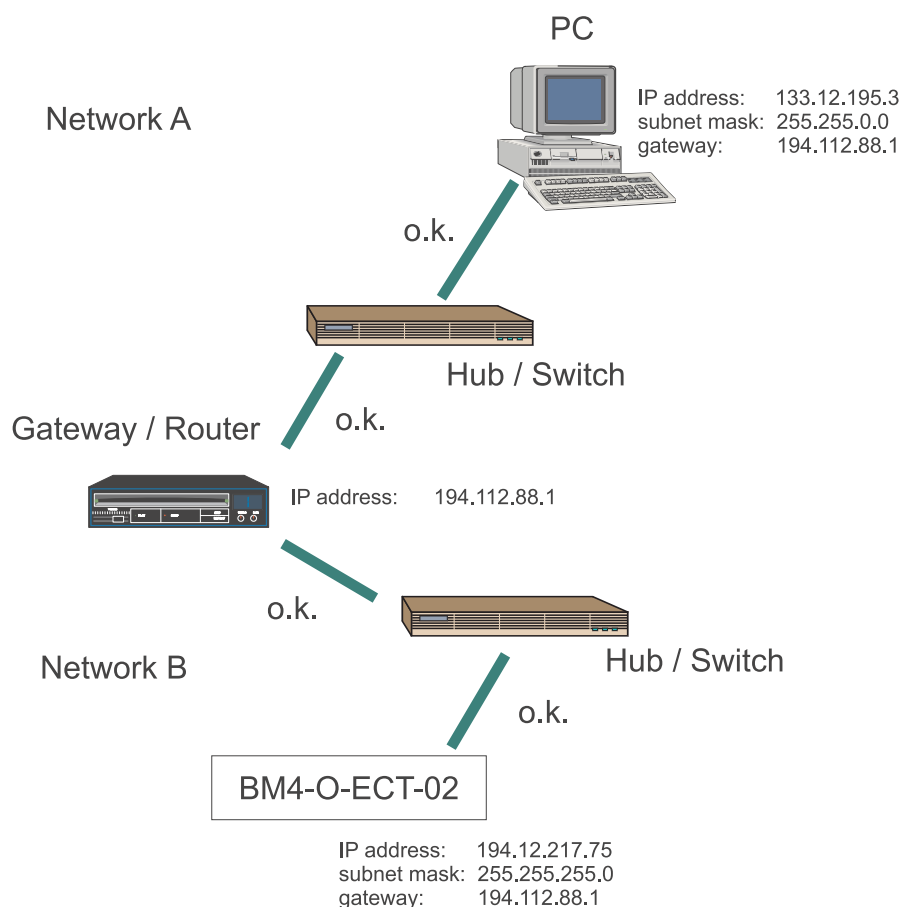 PC
Network A
IP address: 133.12.195.3
subnet mask: 255.255.0.0
gateway: 194.112.88.1
o.k.
Hub / Switch
o.k.
Gateway / Router
IP address: 194.112.88.1
o.k.
Hub / Switch
Network B
o.k.
BM4-O-ECT-02
IP address: 194.12.217.75
subnet mask: 255.255.255.0
gateway: 194.112.88.1